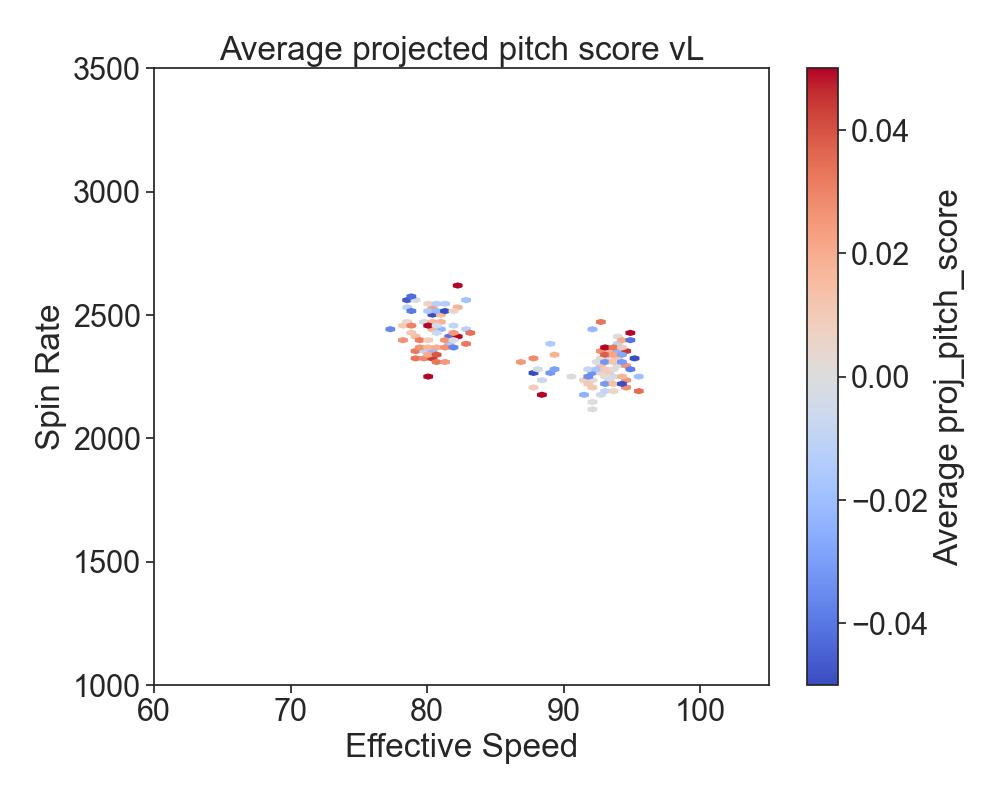 Average projected pitch score vL
3500
3000
2500
2000
1500
1000
Spin Rate
60 70 80 90 100
Effective Speed
0.04
0.02
0.00
−0.02
−0.04
Average proj_pitch_score